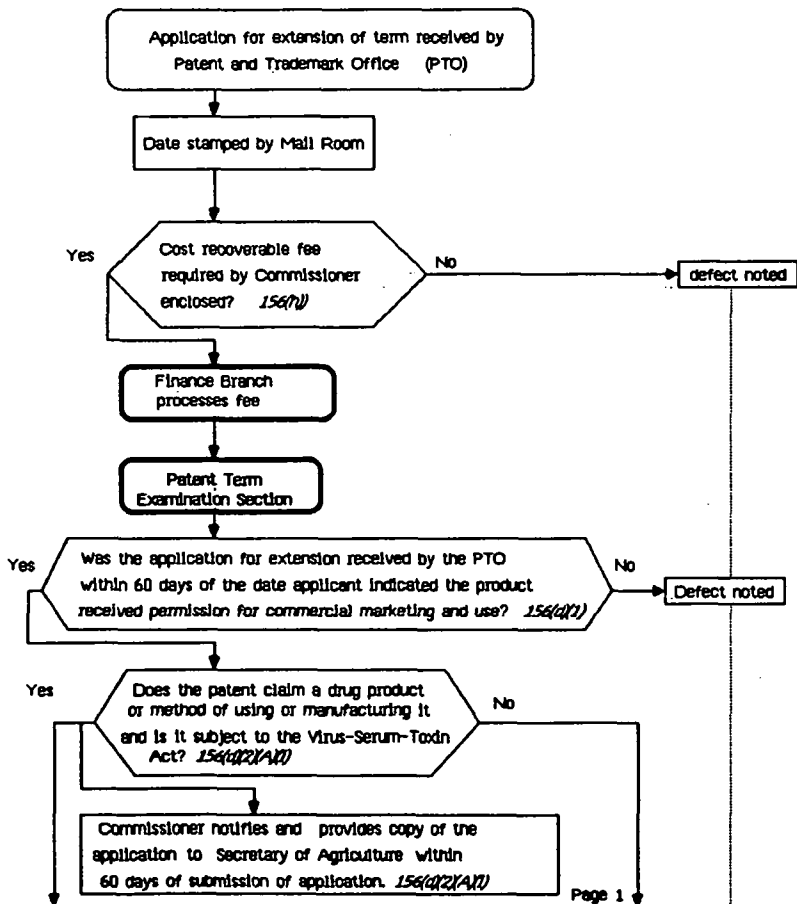 Application for extension of term received by
Patent and Trademark Office (PTO)
Date stamped by Mail Room
Yes
Cost recoverable fee
required by Commissioner
enclosed? 156(h)
No
defect noted
Finance Branch
processes fee
Patent Term
Examination Section
Yes
Was the application for extension received by the PTO
within 60 days of the date applicant indicated the product
received permission for commercial marketing and use? 156(d)(1)
No
Defect noted
Yes
Does the patent claim a drug product
or method of using or manufacturing it
and is it subject to the Virus-Serum-Toxin
Act? 156(d)(2)(A)(i)
No
Commissioner notifies and provides copy of the
application to Secretary of Agriculture within
60 days of submission of application. 156(d)(2)(A)(i)
Page 1